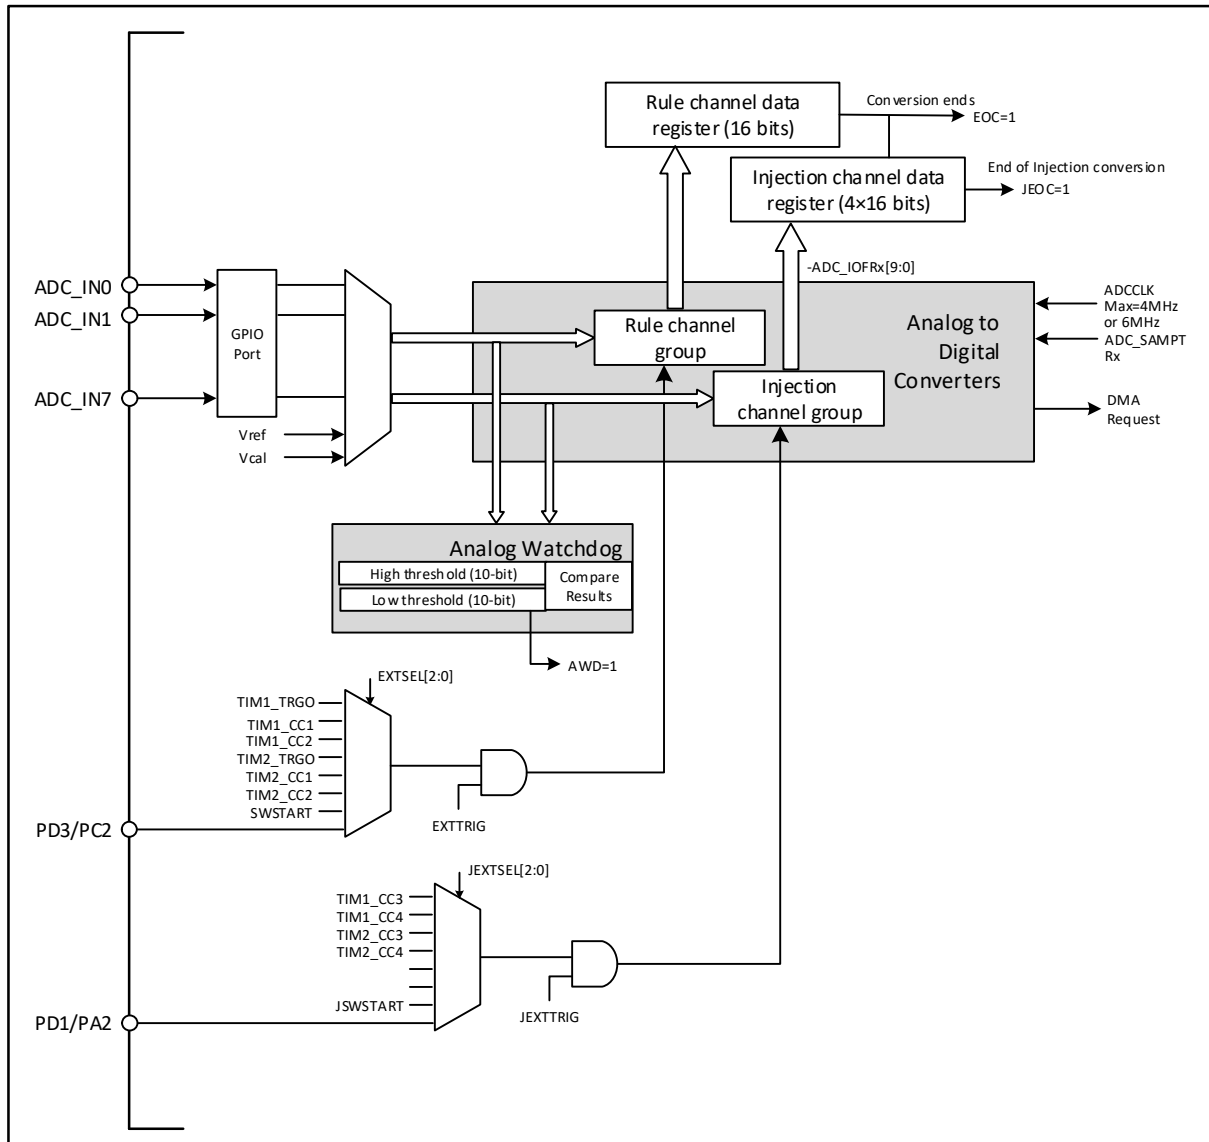 Rule channel data
register (16 bits)
Conversion ends
EOC=1
Injection channel data
register (4×16 bits)
End of Injection conversion
JEOC=1
-ADC_IOFRx[9:0]
ADC_IN0
ADC_IN1
ADC_IN7
GPIO
Port
Vref
Vcal
Rule channel
group
Injection
channel group
Analog to
Digital
Converters
ADCCLK
Max=4MHz
or 6MHz
ADC_SAMPT
Rx
DMA
Request
Analog Watchdog
High threshold (10-bit)
Low threshold (10-bit)
Compare
Results
AWD=1
EXTSEL[2:0]
TIM1_TRGO
TIM1_CC1
TIM1_CC2
TIM2_TRGO
TIM2_CC1
TIM2_CC2
SWSTART
PD3/PC2
EXTTRIG
JEXTSEL[2:0]
TIM1_CC3
TIM1_CC4
TIM2_CC3
TIM2_CC4
JSWSTART
PD1/PA2
JEXTTRIG